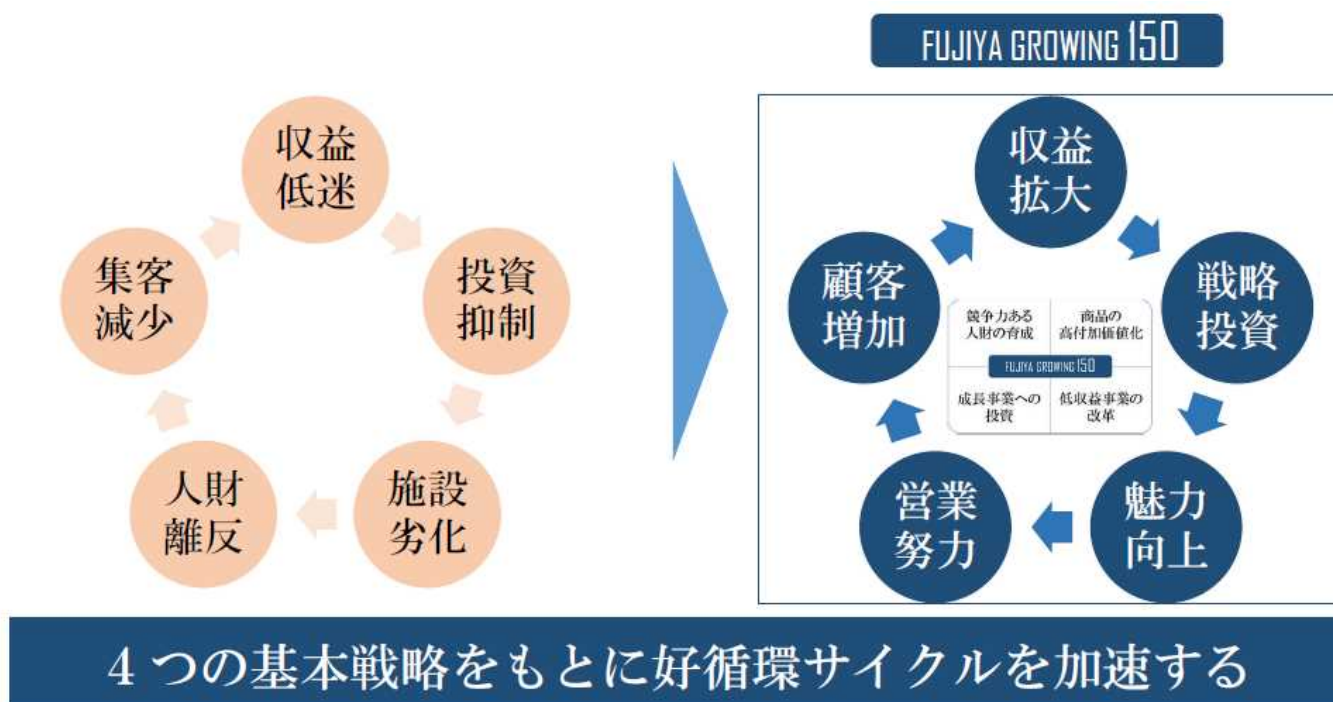 FUJIYA GROWING 150
収益
低迷
投資
抑制
施設
劣化
人財
離反
集客
減少
収益
拡大
戦略
投資
魅力
向上
営業
努力
顧客
増加
競争力ある
人財の育成
商品の
高付加価値化
FUJIYA GROWING 150
成長事業への
投資
低収益事業の
改革
4つの基本戦略をもとに好循環サイクルを加速する